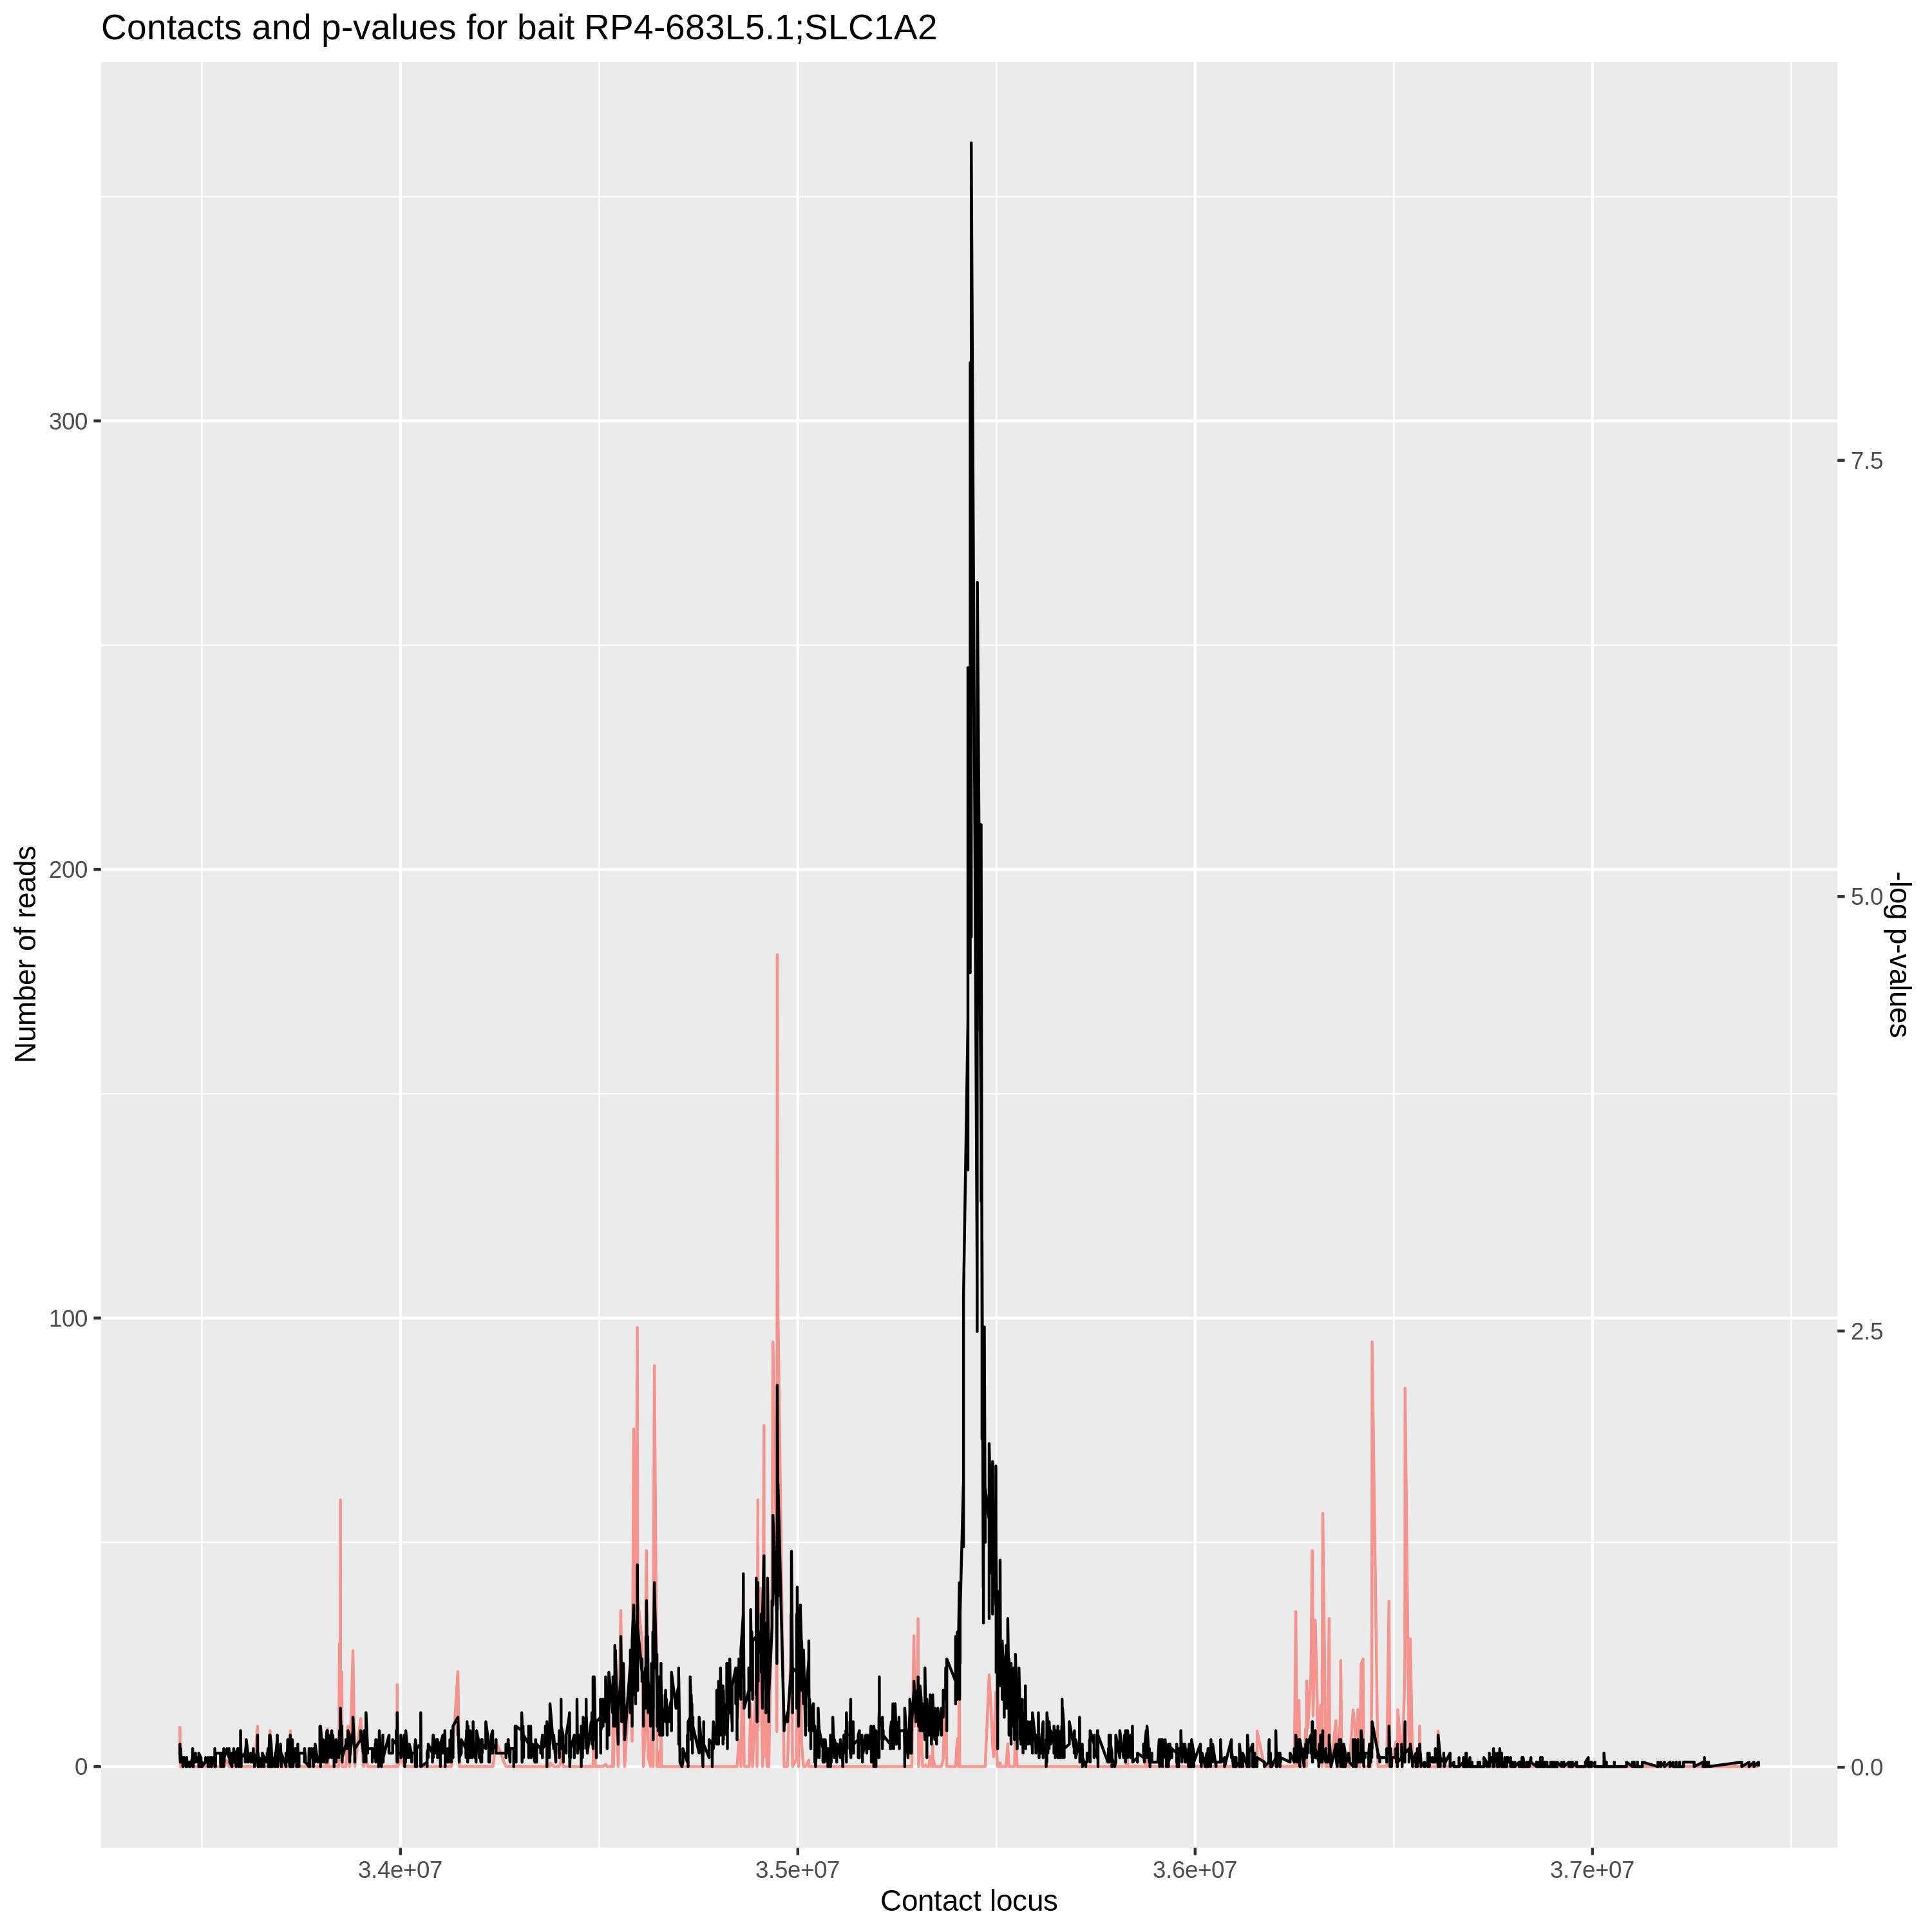 Contacts and p-values for bait RP4-683L5.1;SLC1A2
Number of reads
300
200
100
0
7.5
5.0
2.5
0.0
-log p-values
3.4e+07
3.5e+07
3.6e+07
3.7e+07
Contact locus